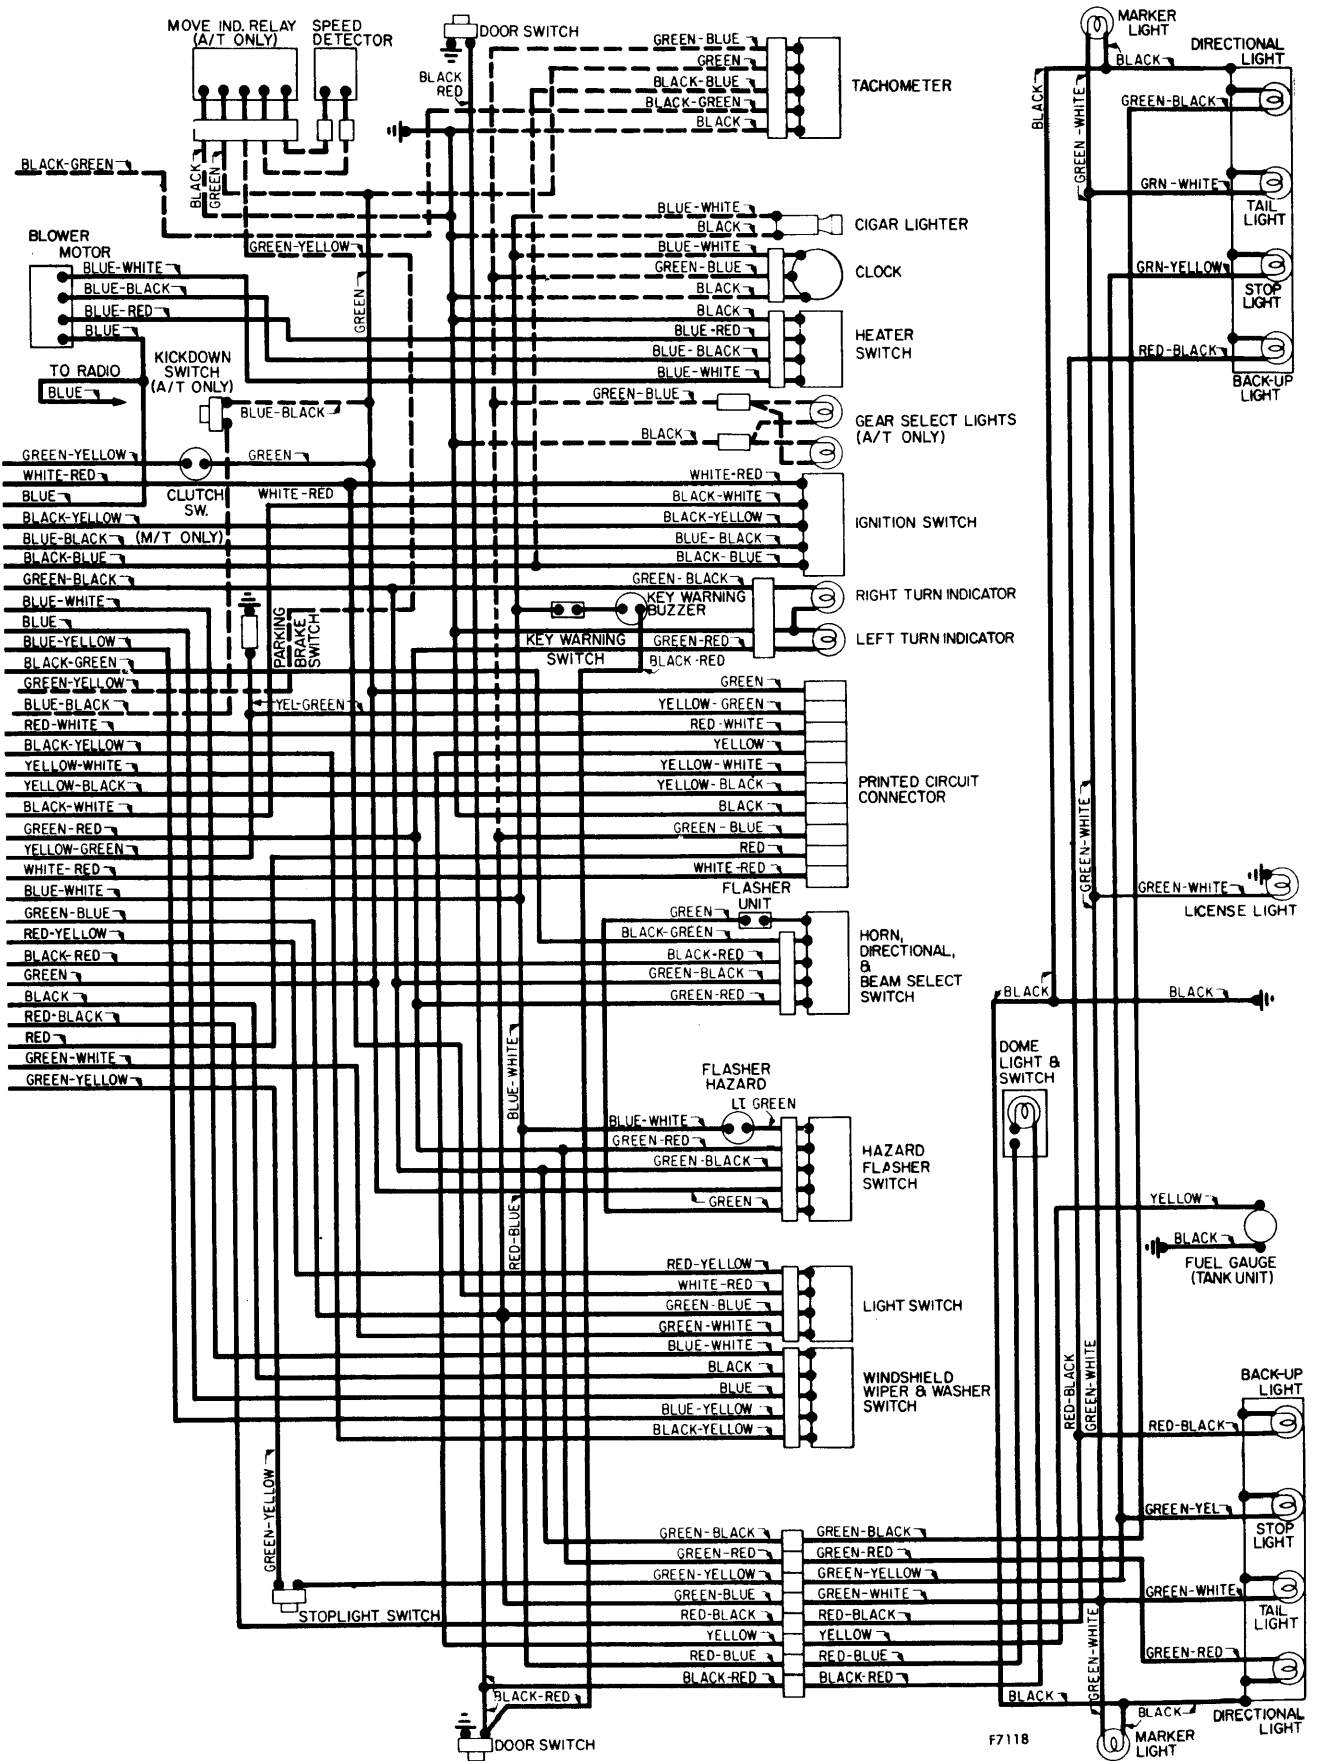 MOVE IND. RELAY
(A/T ONLY)
SPEED
DETECTOR
DOOR SWITCH
BLACK
RED
GREEN-BLUE
GREEN
BLACK-BLUE
BLACK-GREEN
BLACK
TACHOMETER
MARKER
LIGHT
BLACK
DIRECTIONAL
LIGHT
BLACK
GREEN-WHITE
GREEN-BLACK
GRN-WHITE
TAIL
LIGHT
GRN-YELLOW
STOP
LIGHT
RED-BLACK
BACK-UP
LIGHT
BLACK-GREEN
BLACK
GREEN
GREEN-YELLOW
BLOWER
MOTOR
BLUE-WHITE
BLUE-BLACK
BLUE-RED
BLUE
GREEN
TO RADIO
BLUE
KICKDOWN
SWITCH
(A/T ONLY)
BLUE-BLACK
BLUE-WHITE
BLACK
CIGAR LIGHTER
BLUE-WHITE
GREEN-BLUE
BLACK
CLOCK
BLACK
BLUE-RED
BLUE-BLACK
BLUE-WHITE
HEATER
SWITCH
GREEN-BLUE
BLACK
GEAR SELECT LIGHTS
(A/T ONLY)
GREEN-YELLOW
GREEN
WHITE-RED
CLUTCH
SW.
(M/T ONLY)
WHITE-RED
BLUE
BLACK-YELLOW
BLUE-BLACK
BLACK-BLUE
GREEN-BLACK
BLUE-WHITE
BLUE
BLUE-YELLOW
BLACK-GREEN
GREEN-YELLOW
BLUE-BLACK
RED-WHITE
BLACK-YELLOW
YELLOW-WHITE
YELLOW-BLACK
BLACK-WHITE
GREEN-RED
YELLOW-GREEN
WHITE-RED
BLUE-WHITE
GREEN-BLUE
RED-YELLOW
BLACK-RED
GREEN
BLACK
RED-BLACK
RED
GREEN-WHITE
GREEN-YELLOW
PARKING
BRAKE
SWITCH
YEL-GREEN
WHITE-RED
BLACK-WHITE
BLACK-YELLOW
BLUE-BLACK
BLACK-BLUE
IGNITION SWITCH
GREEN-BLACK
KEY WARNING
BUZZER
KEY WARNING
SWITCH
GREEN-RED
BLACK-RED
RIGHT TURN INDICATOR
LEFT TURN INDICATOR
GREEN
YELLOW-GREEN
RED-WHITE
YELLOW
YELLOW-WHITE
YELLOW-BLACK
BLACK
GREEN-BLUE
RED
WHITE-RED
PRINTED CIRCUIT
CONNECTOR
FLASHER
UNIT
GREEN
BLACK-GREEN
BLACK-RED
GREEN-BLACK
GREEN-RED
HORN,
DIRECTIONAL,
&
BEAM SELECT
SWITCH
GREEN-WHITE
GREEN-WHITE
LICENSE LIGHT
BLACK
BLACK
DOME
LIGHT &
SWITCH
BLUE-WHITE
RED-BLUE
FLASHER
HAZARD
LT. GREEN
BLUE-WHITE
GREEN-RED
GREEN-BLACK
GREEN
HAZARD
FLASHER
SWITCH
YELLOW
BLACK
FUEL GAUGE
(TANK UNIT)
RED-YELLOW
WHITE-RED
GREEN-BLUE
GREEN-WHITE
LIGHT SWITCH
BLUE-WHITE
BLACK
BLUE
BLUE-YELLOW
BLACK-YELLOW
WINDSHIELD
WIPER & WASHER
SWITCH
RED-BLACK
GREEN-WHITE
BACK-UP
LIGHT
RED-BLACK
GREEN-YEL
STOP
LIGHT
GREEN-WHITE
TAIL
LIGHT
GREEN-RED
DIRECTIONAL
LIGHT
GREEN-YELLOW
STOPLIGHT SWITCH
GREEN-BLACK
GREEN-RED
GREEN-YELLOW
GREEN-BLUE
RED-BLACK
YELLOW
RED-BLUE
BLACK-RED
GREEN-BLACK
GREEN-RED
GREEN-YELLOW
GREEN-WHITE
RED-BLACK
YELLOW
RED-BLUE
BLACK-RED
GREEN-WHITE
BLACK-RED
DOOR SWITCH
BLACK
BLACK
MARKER
LIGHT
F7118